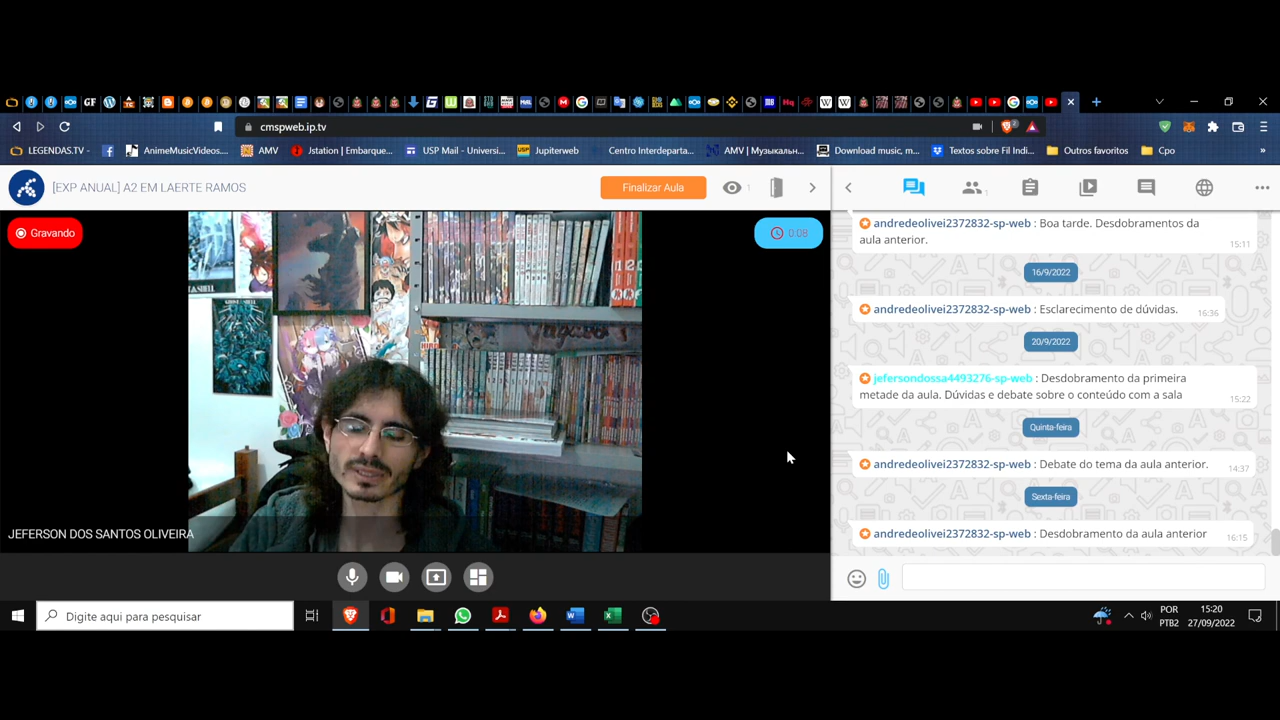 cmspweb.ip.tv
2
LEGENDAS.TV -
AnimeMusicVideos...
AMV
Jstation | Embarque...
USP Mail - Universi...
Jupiterweb
Centro Interdeparta...
AMV | Музыкальн...
Download music, m...
Textos sobre Fil Indi...
Outros favoritos
Cpo
»
[EXP ANUAL] A2 EM LAERTE RAMOS
Finalizar Aula
1
1
Gravando
0:08
JEFERSON DOS SANTOS OLIVEIRA
andredeolivei2372832-sp-web : Boa tarde. Desdobramentos da
aula anterior.
15:11
16/9/2022
andredeolivei2372832-sp-web : Esclarecimento de dúvidas.
16:36
20/9/2022
jefersondossa4493276-sp-web : Desdobramento da primeira
metade da aula. Dúvidas e debate sobre o conteúdo com a sala
15:22
Quinta-feira
andredeolivei2372832-sp-web : Debate do tema da aula anterior.
14:37
Sexta-feira
andredeolivei2372832-sp-web : Desdobramento da aula anterior
16:15
Digite aqui para pesquisar
POR
PTB2
15:20
27/09/2022